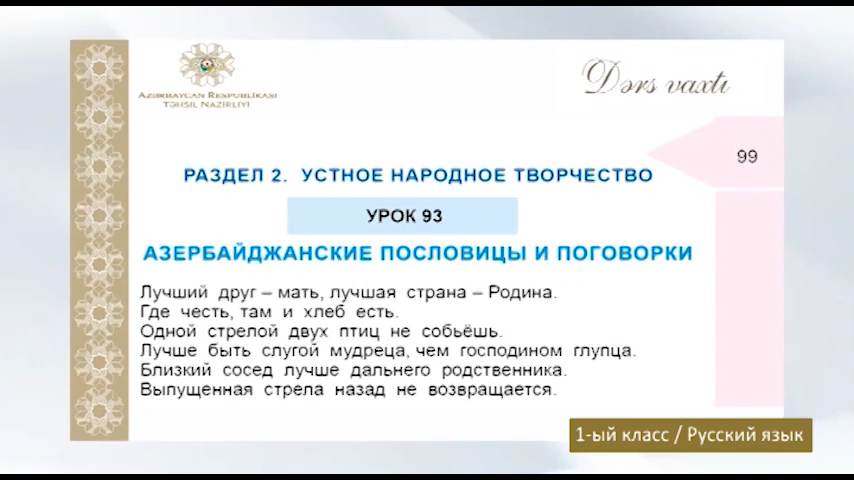 AZƏRBAYCAN RESPUBLİKASI
TƏHSİL NAZİRLİYİ
Dərs vaxtı
99
РАЗДЕЛ 2. УСТНОЕ НАРОДНОЕ ТВОРЧЕСТВО
УРОК 93
АЗЕРБАЙДЖАНСКИЕ ПОСЛОВИЦЫ И ПОГОВОРКИ
Лучший друг – мать, лучшая страна – Родина.
Где честь, там и хлеб есть.
Одной стрелой двух птиц не собьёшь.
Лучше быть слугой мудреца, чем господином глупца.
Близкий сосед лучше дальнего родственника.
Выпущенная стрела назад не возвращается.
1-ый класс / Русский язык